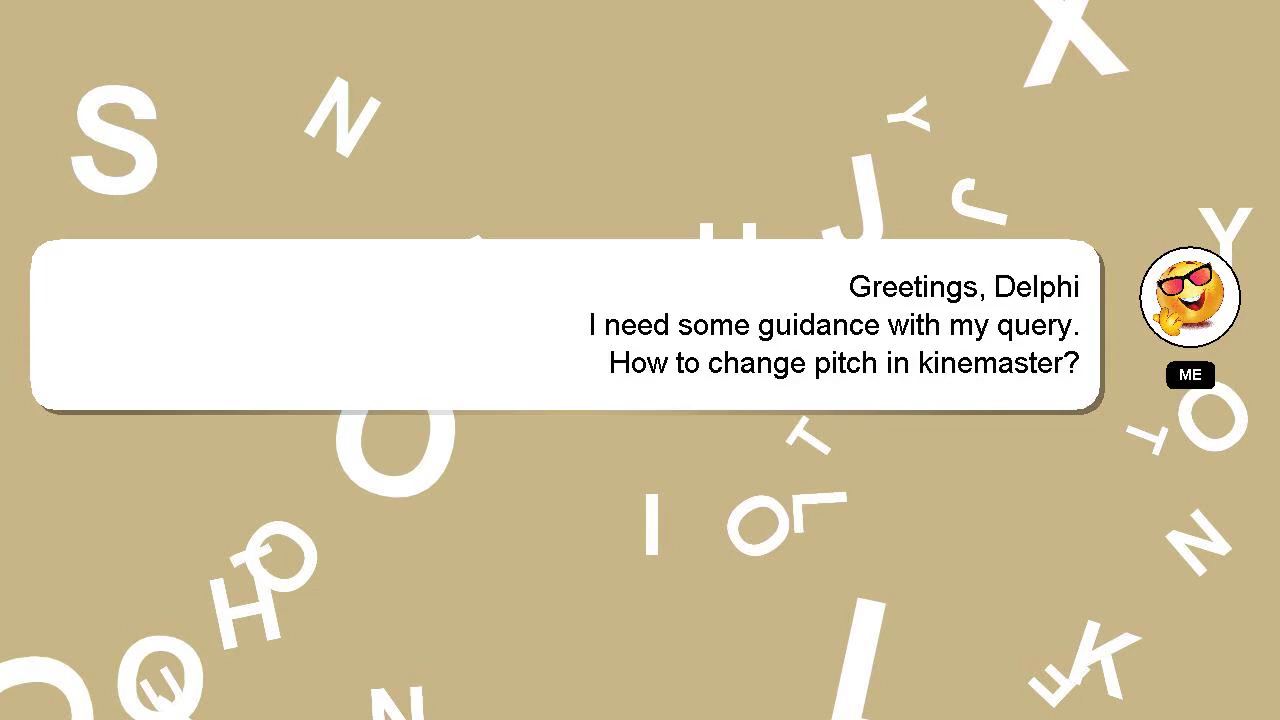 Greetings, Delphi
I need some guidance with my query.
How to change pitch in kinemaster?
ME
S
N
X
Y
J
J
Y
O
T
T
O
I
O
L
N
O
T
H
O
N
K
E